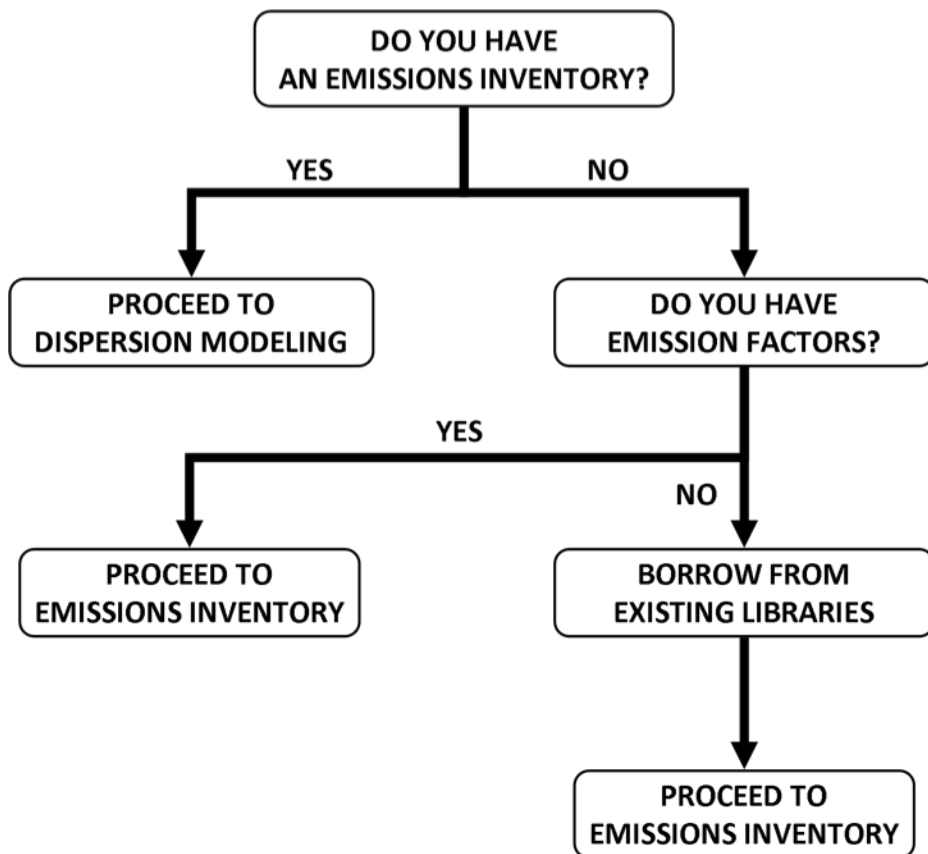 DO YOU HAVE
AN EMISSIONS INVENTORY?
YES
NO
PROCEED TO
DISPERSION MODELING
DO YOU HAVE
EMISSION FACTORS?
YES
NO
PROCEED TO
EMISSIONS INVENTORY
BORROW FROM
EXISTING LIBRARIES
PROCEED TO
EMISSIONS INVENTORY